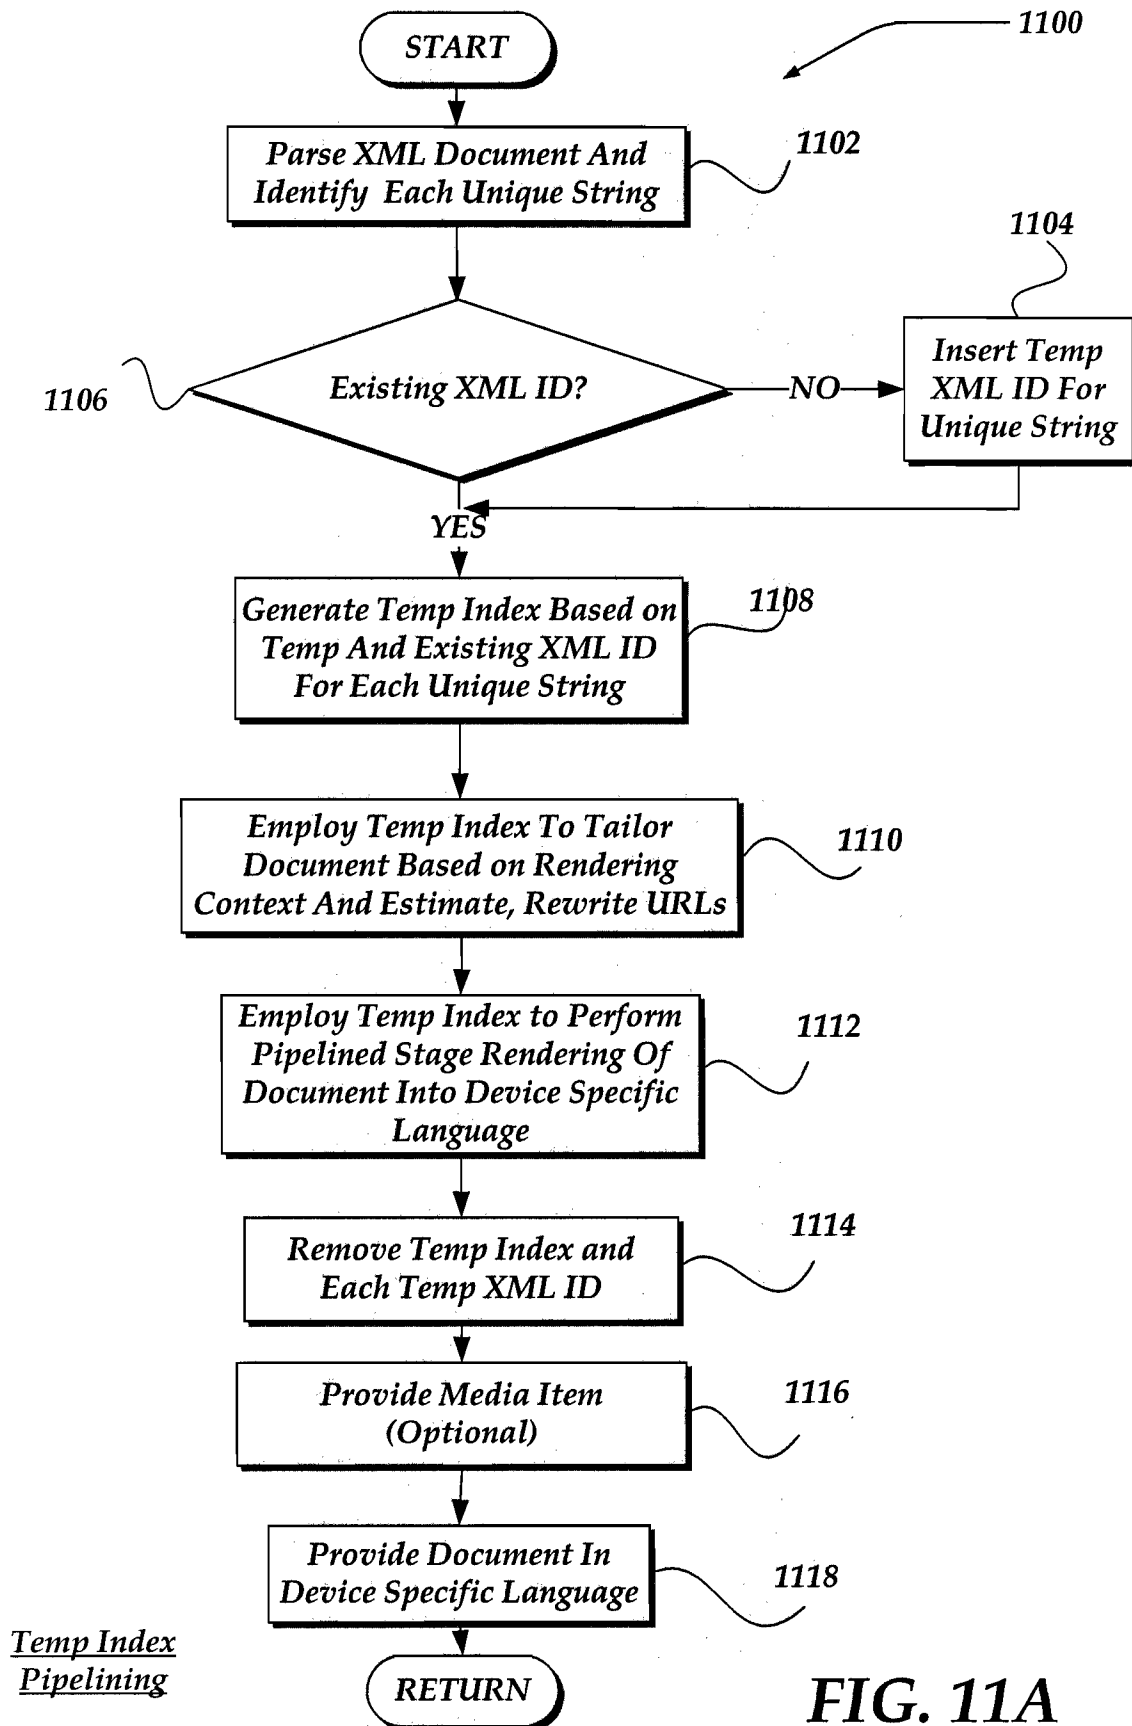 START
1100
Parse XML Document And
Identify Each Unique String
1102
1104
Existing XML ID?
1106
NO
Insert Temp
XML ID For
Unique String
YES
Generate Temp Index Based on
Temp And Existing XML ID
For Each Unique String
1108
Employ Temp Index To Tailor
Document Based on Rendering
Context And Estimate, Rewrite URLs
1110
Employ Temp Index to Perform
Pipelined Stage Rendering Of
Document Into Device Specific
Language
1112
Remove Temp Index and
Each Temp XML ID
1114
Provide Media Item
(Optional)
1116
Provide Document In
Device Specific Language
1118
Temp Index
Pipelining
RETURN
FIG. 11A